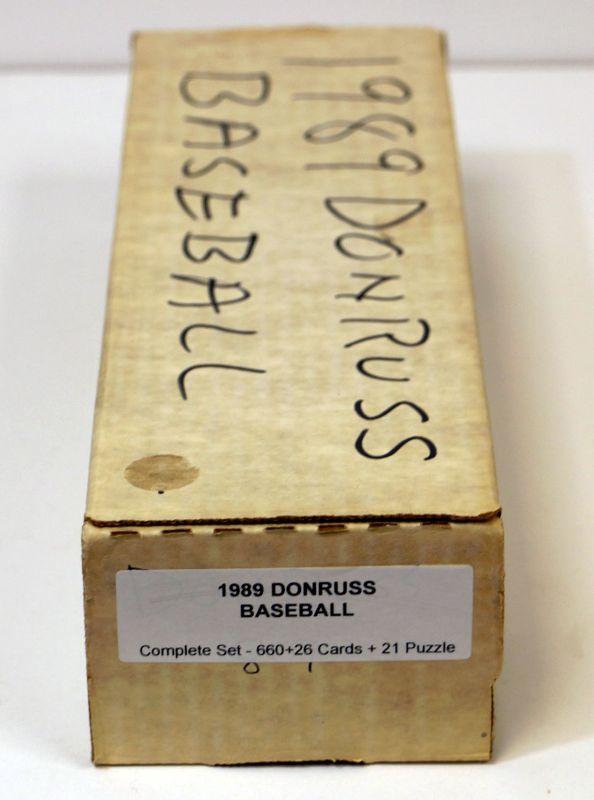 1989 DONRUSS
BASEBALL
1989 DONRUSS
BASEBALL
Complete Set - 660+26 Cards + 21 Puzzle